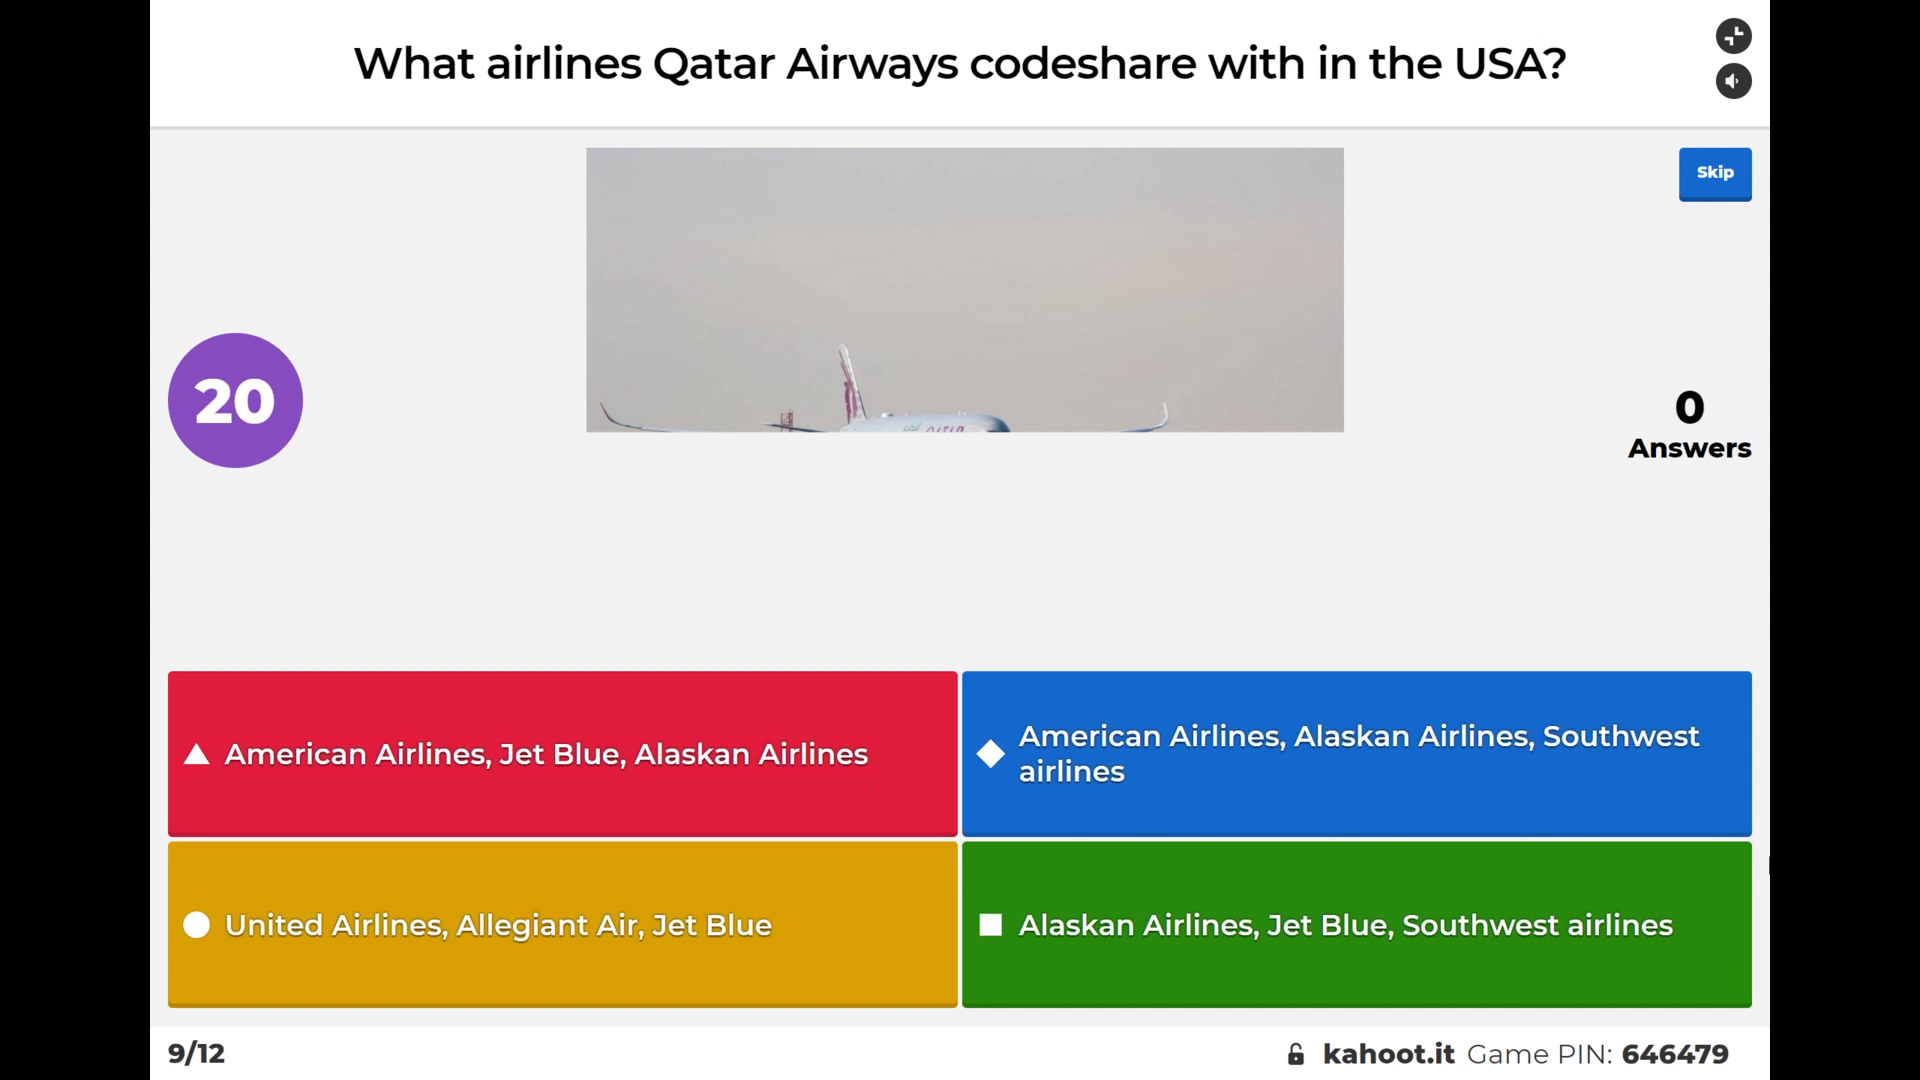 What airlines Qatar Airways codeshare with in the USA?
Skip
20
QATAR
0
Answers
American Airlines, Jet Blue, Alaskan Airlines
American Airlines, Alaskan Airlines, Southwest
airlines
United Airlines, Allegiant Air, Jet Blue
Alaskan Airlines, Jet Blue, Southwest airlines
9/12
kahoot.it Game PIN: 646479